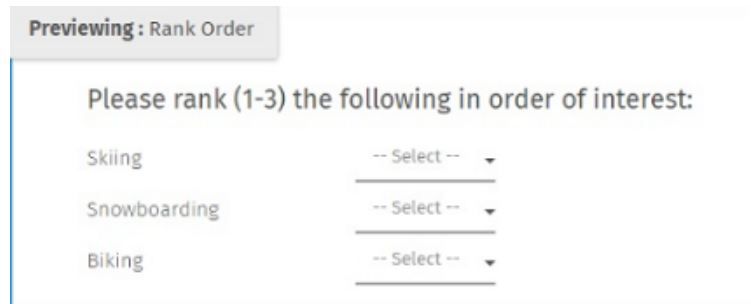 Previewing : Rank Order
Please rank (1-3) the following in order of interest:
Skiing -- Select --
Snowboarding -- Select --
Biking -- Select --